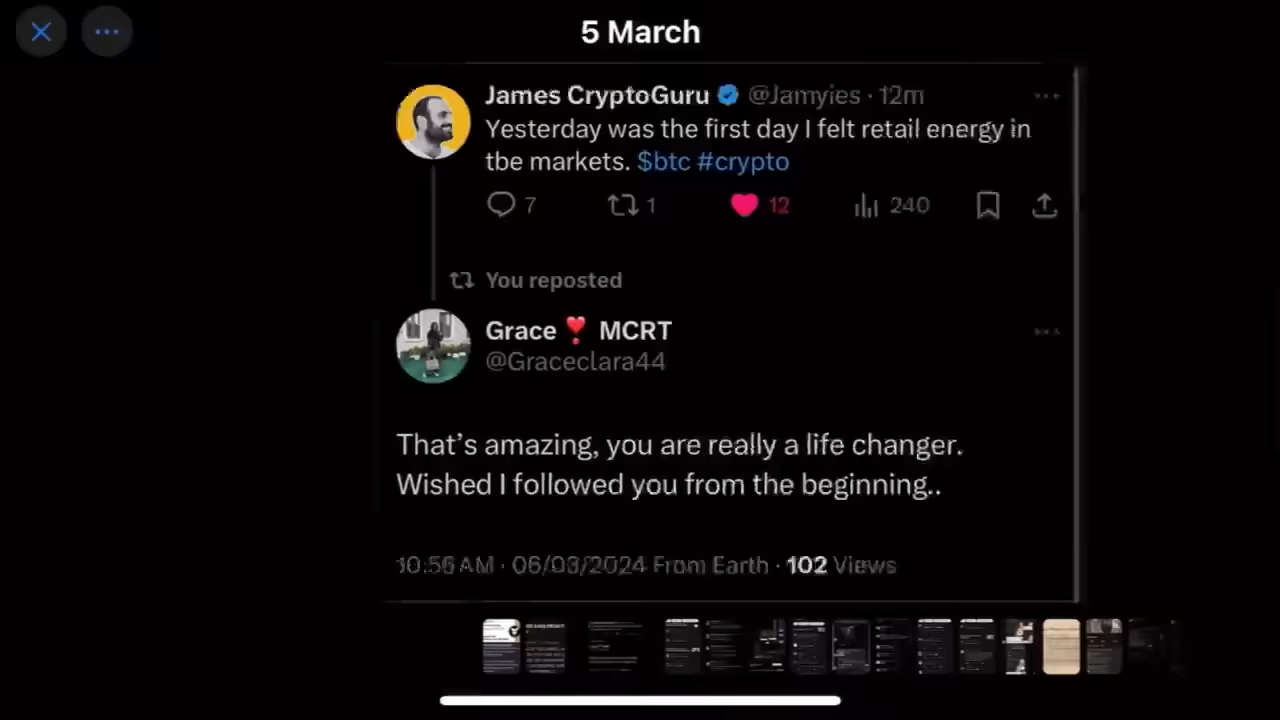 5 March
James CryptoGuru @Jamyies · 12m
Yesterday was the first day I felt retail energy in
tbe markets. $btc #crypto
7 1 12 240
You reposted
Grace❣️ MCRT
@Graceclara44
That's amazing, you are really a life changer.
Wished I followed you from the beginning..
10:56 AM · 06/03/2024 From Earth · 102 Views